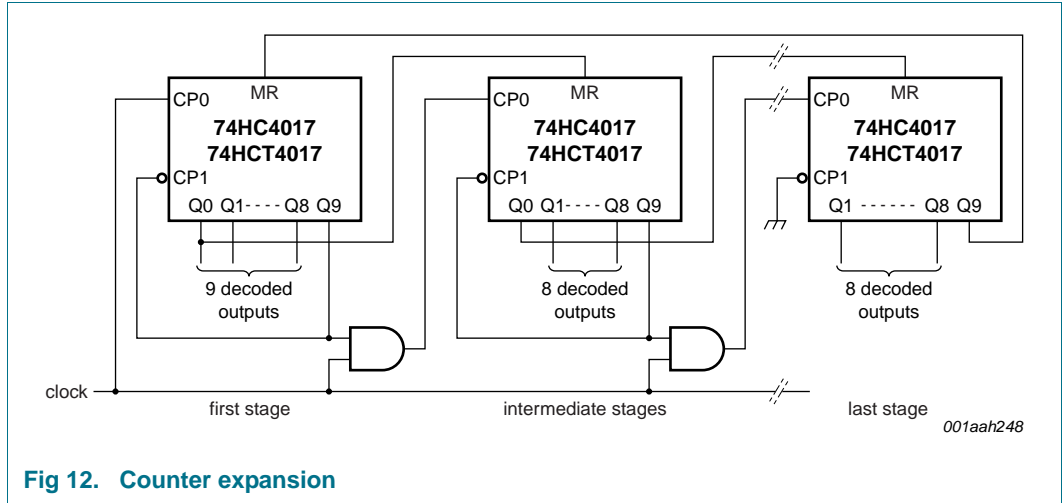 MR
MR
MR
CP0
CP0
CP0
74HC4017
74HCT4017
74HC4017
74HCT4017
74HC4017
74HCT4017
CP1
CP1
CP1
Q0 Q1 - - - - Q8 Q9
Q0 Q1- - - - Q8 Q9
Q1 - - - - - - Q8 Q9
9 decoded
outputs
8 decoded
outputs
8 decoded
outputs
clock
first stage
intermediate stages
last stage
001aah248
Fig 12. Counter expansion